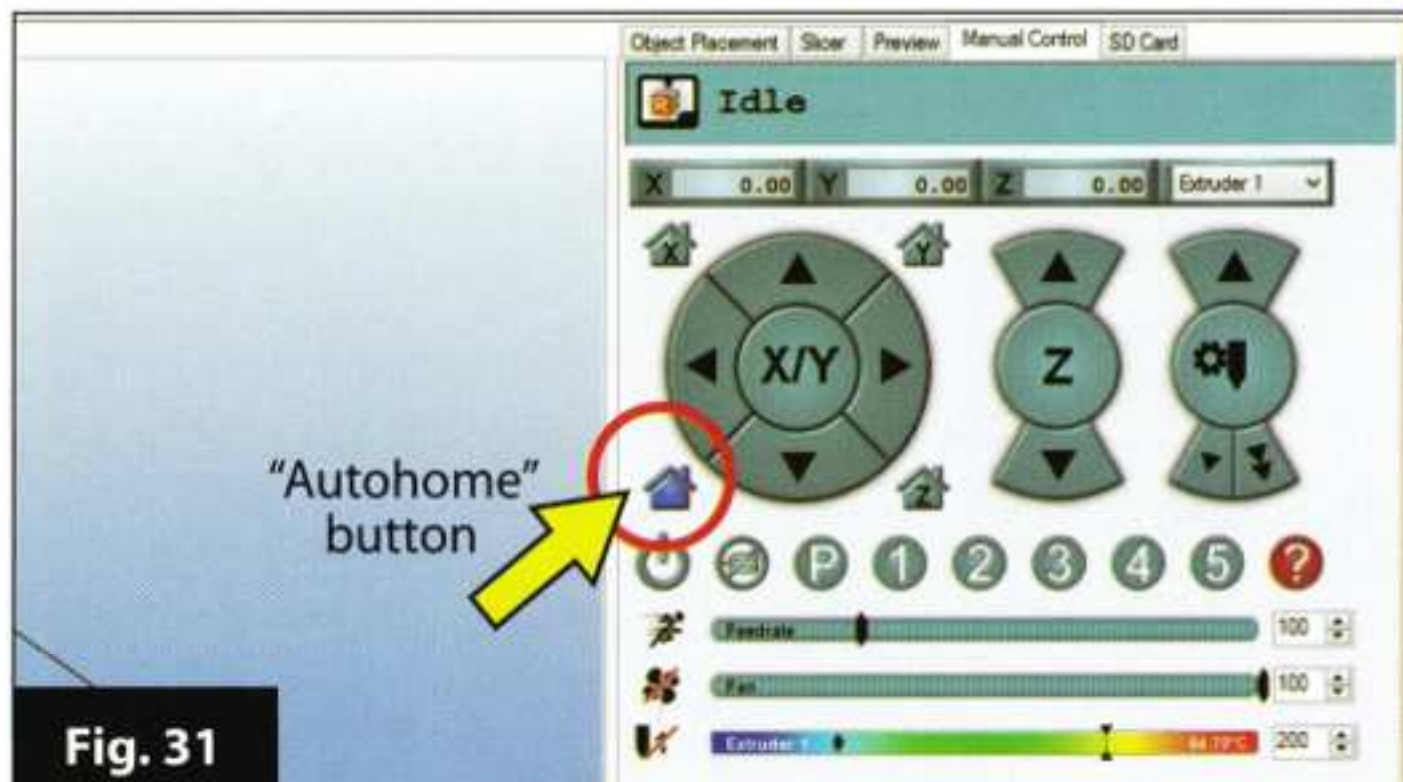 Object Placement Slicer Preview Manual Control SD Card
Idle
X 0.00 Y 0.00 Z 0.00 Extruder 1
X Y
X/Y Z
Z
"Autohome"
button
P 1 2 3 4 5 ?
Feedrate 100
Fan 100
Extruder 1 200
Fig. 31